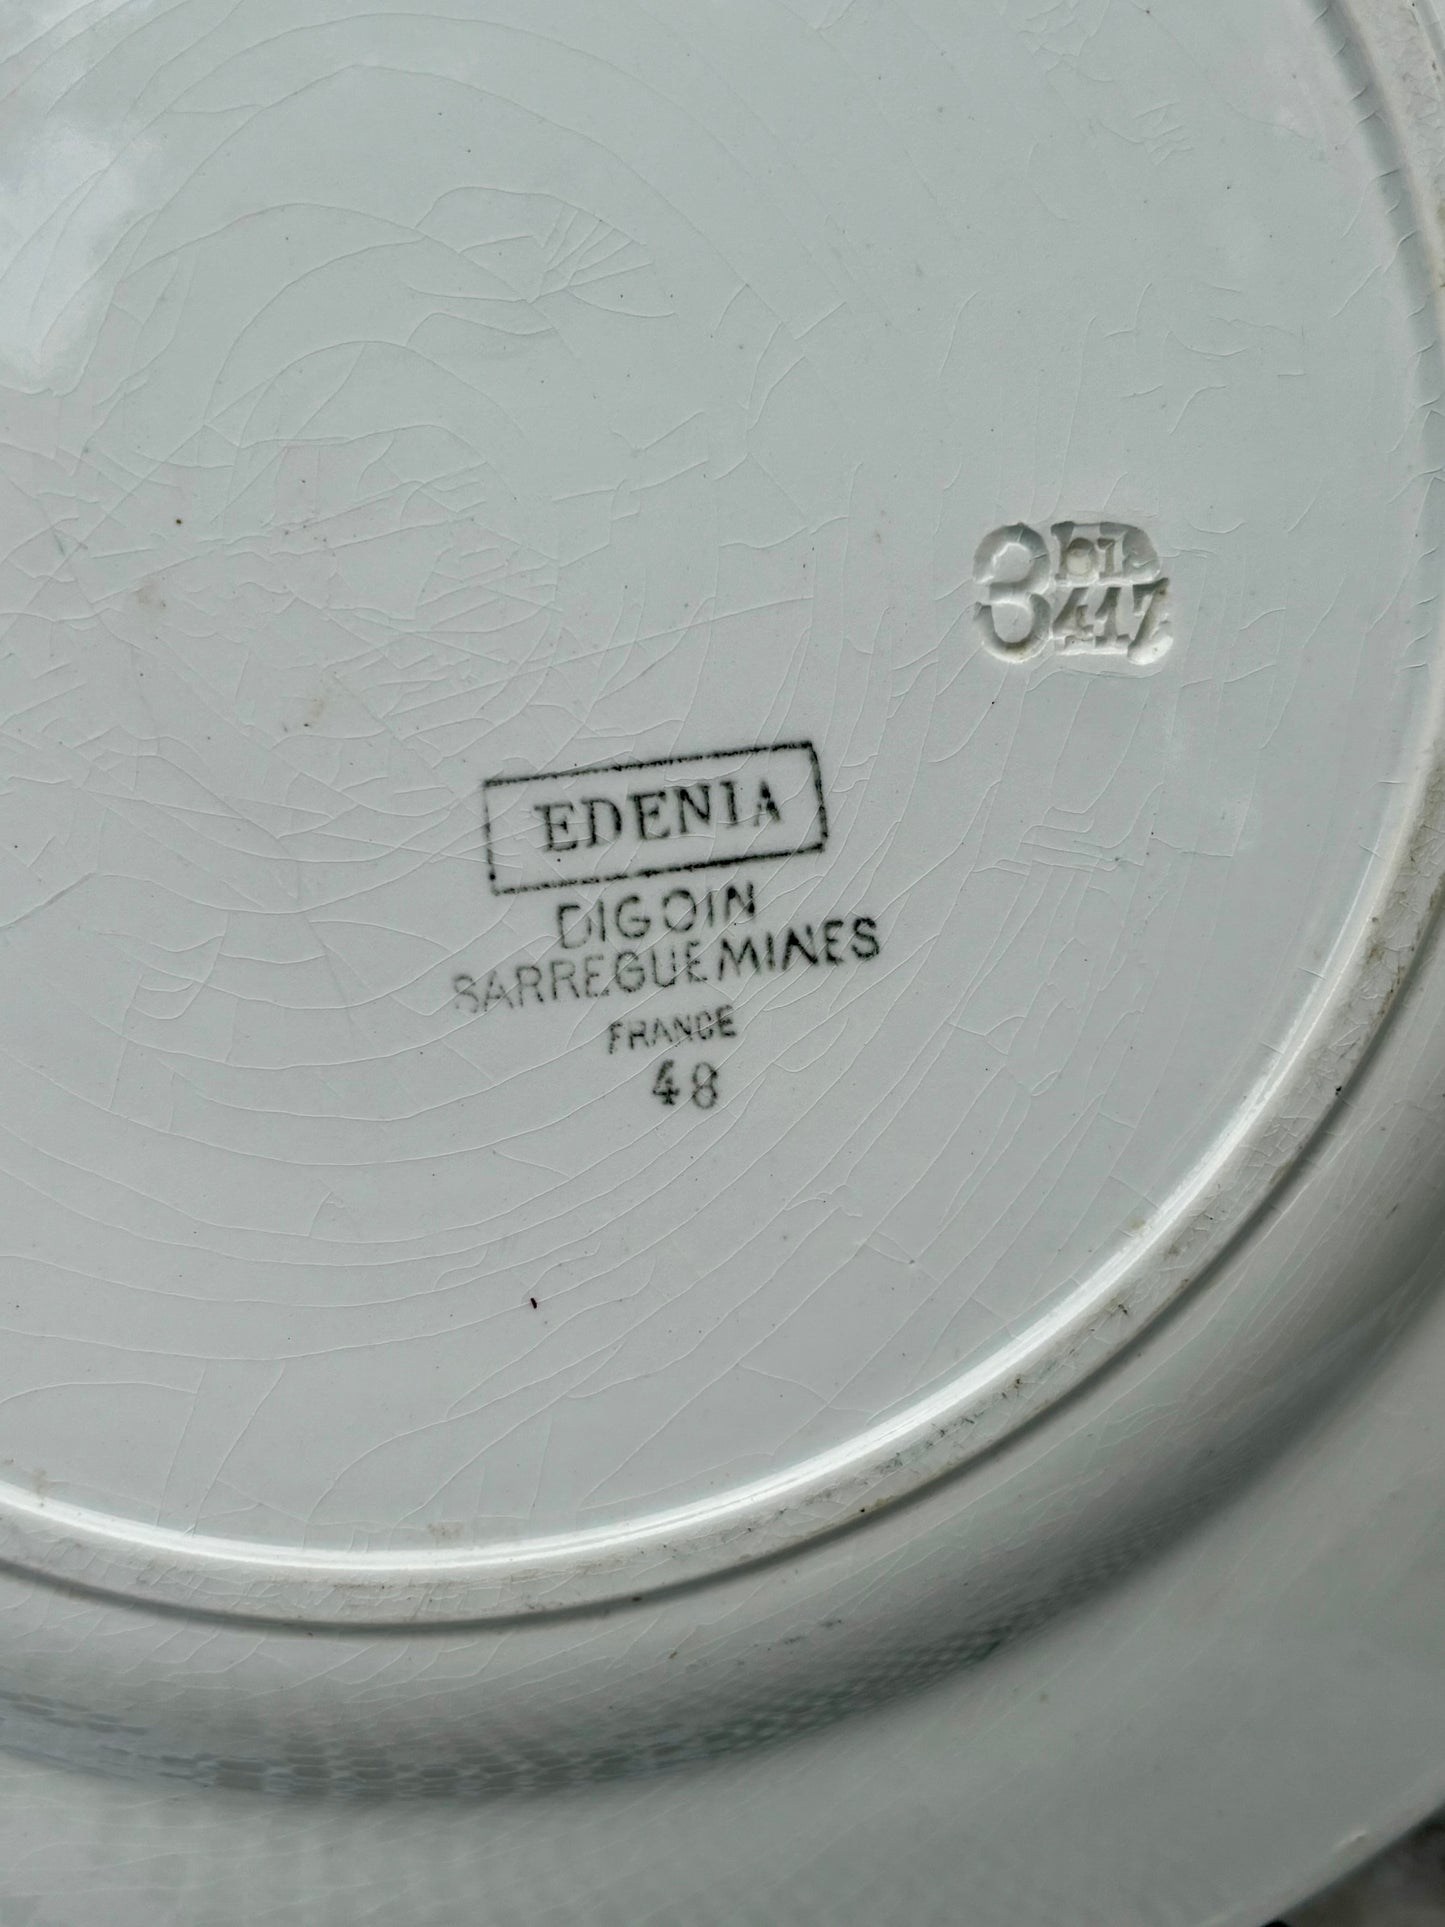 3 bis
417
EDENIA
DIGOIN
SARREGUEMINES
FRANCE
48